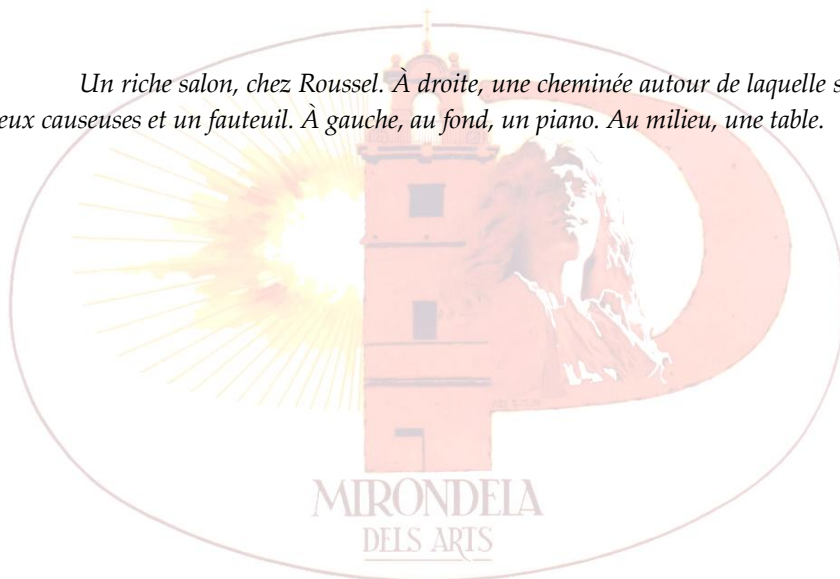 Un riche salon, chez Roussel. À droite, une cheminée autour de laquelle
eux causeuses et un fauteuil. À gauche, au fond, un piano. Au milieu, une table.
MIRONDELA
DELS ARTS